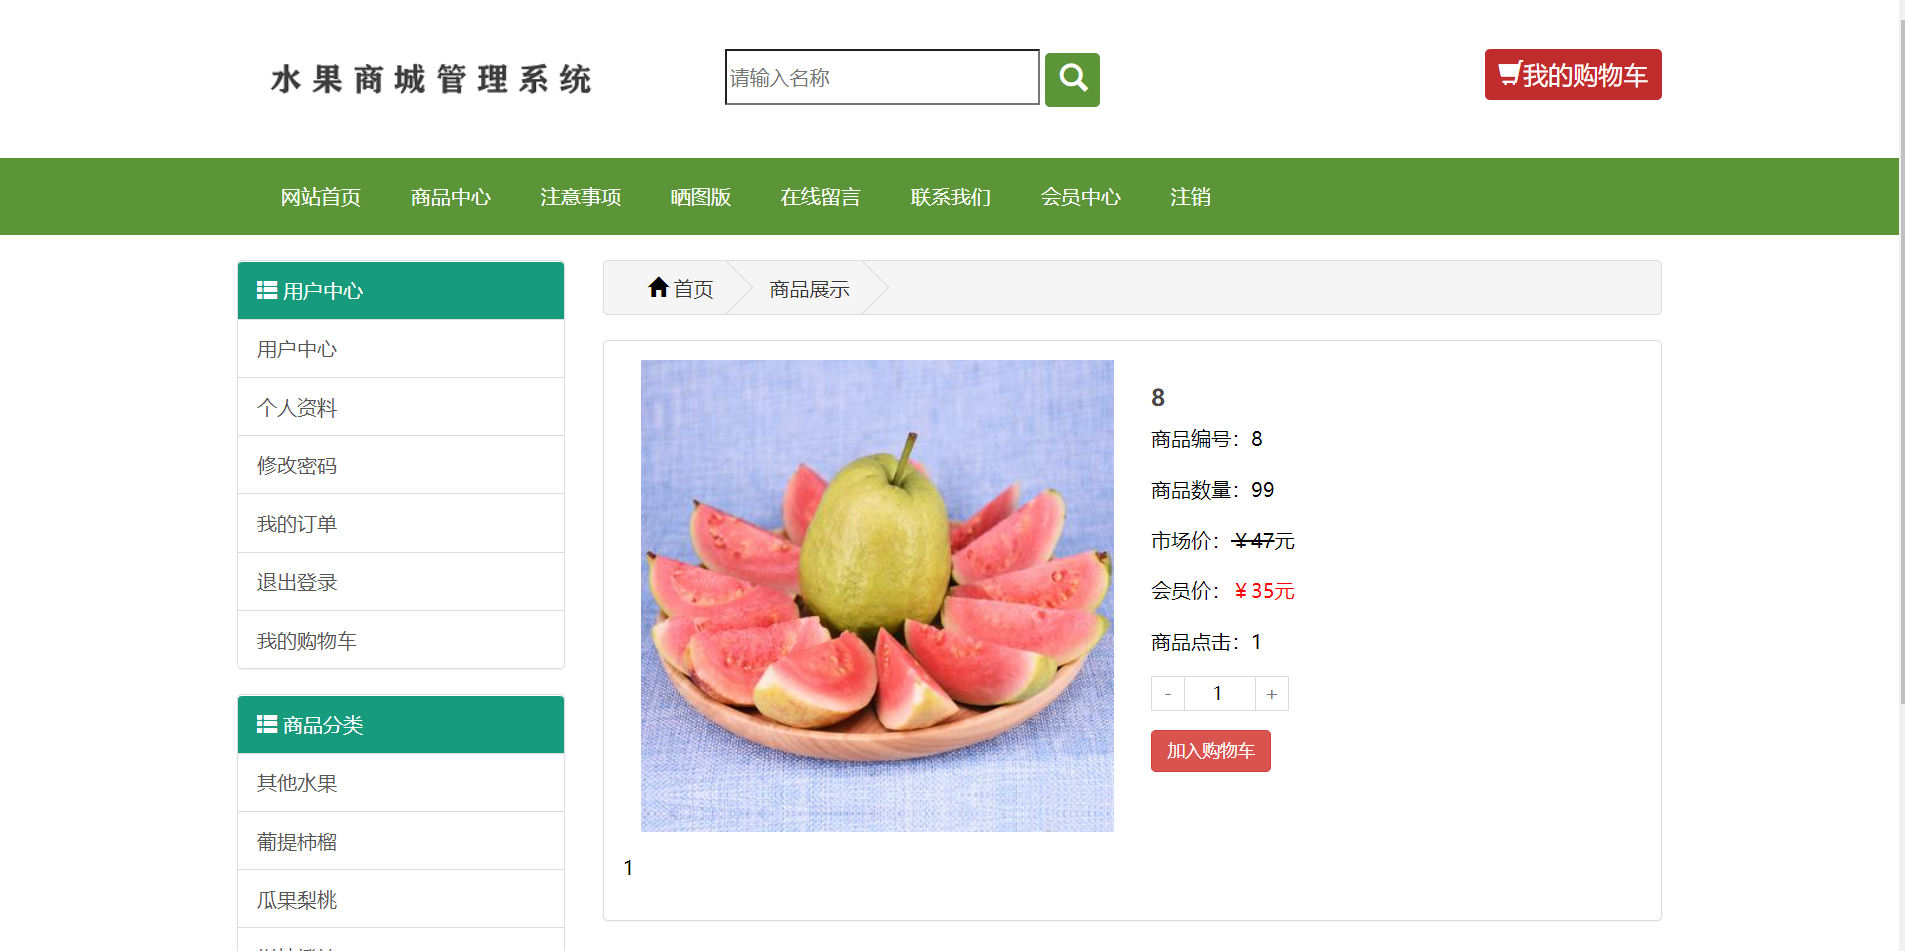 水果商城管理系统
请输入名称
我的购物车
网站首页 商品中心 注意事项 晒图版 在线留言 联系我们 会员中心 注销
用户中心
用户中心
个人资料
修改密码
我的订单
退出登录
我的购物车
商品分类
其他水果
葡提柿榴
瓜果梨桃
首页 商品展示
8
商品编号：8
商品数量：99
市场价：￥47元
会员价：￥35元
商品点击：1
- 1 +
加入购物车
1